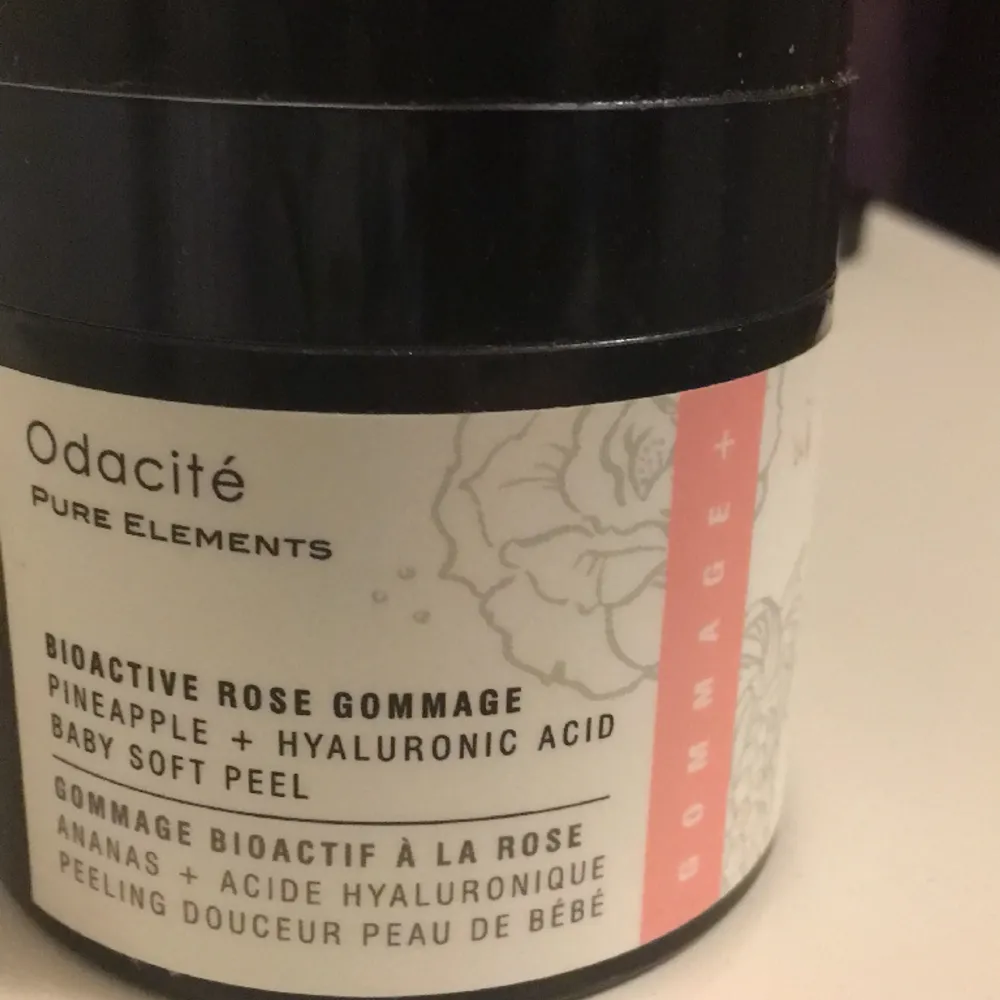 Odacité
PURE ELEMENTS
BIOACTIVE ROSE GOMMAGE
PINEAPPLE + HYALURONIC ACID
BABY SOFT PEEL
GOMMAGE BIOACTIF À LA ROSE
ANANAS + ACIDE HYALURONIQUE
PEELING DOUCEUR PEAU DE BÉBÉ
GOMMAGE +